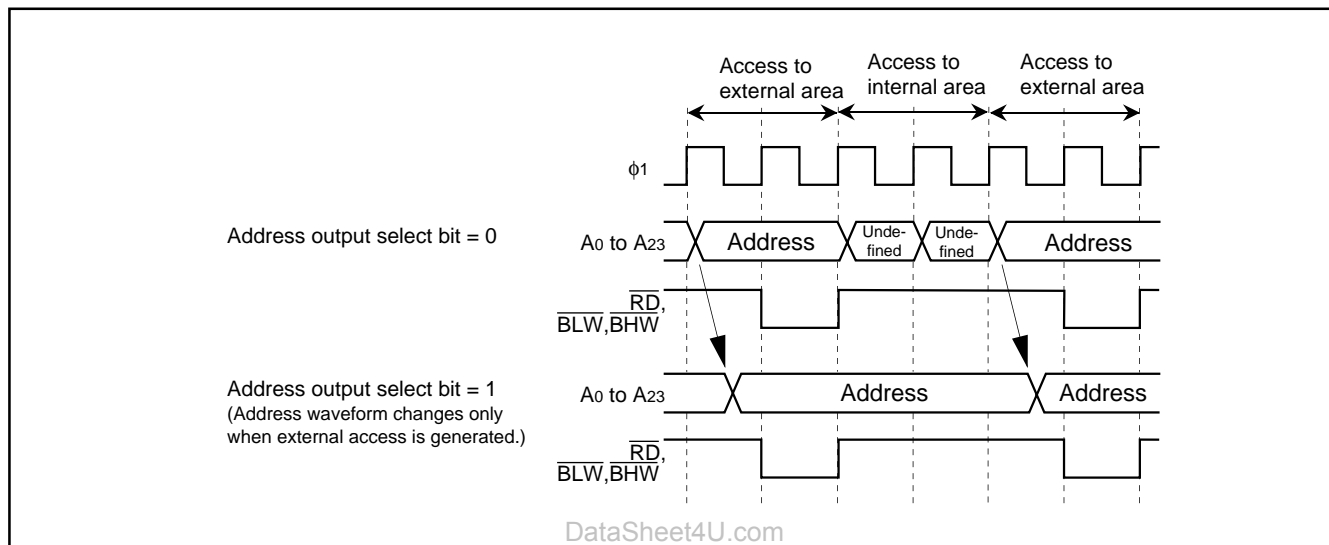 Access to
external area
Access to
internal area
Access to
external area
ϕ1
Address output select bit = 0
A0 to A23
Address
Unde-
fined
Unde-
fined
Address
RD,
BLW,BHW
Address output select bit = 1
(Address waveform changes only
when external access is generated.)
A0 to A23
Address
Address
RD,
BLW,BHW
DataSheet4U.com